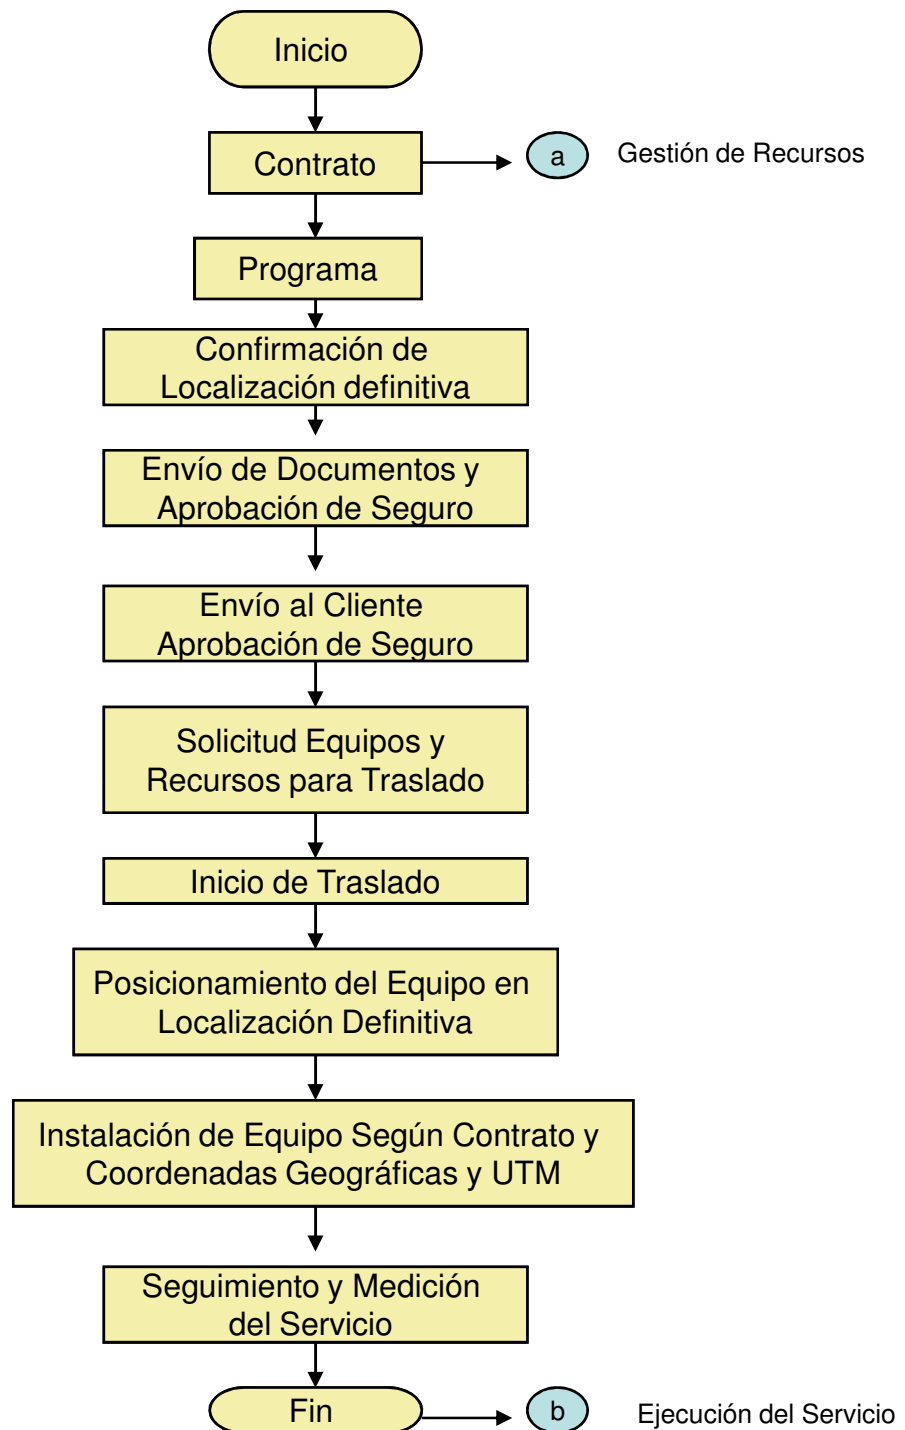 Inicio
Contrato
a
Gestión de Recursos
Programa
Confirmación de
Localización definitiva
Envío de Documentos y
Aprobación de Seguro
Envío al Cliente
Aprobación de Seguro
Solicitud Equipos y
Recursos para Traslado
Inicio de Traslado
Posicionamiento del Equipo en
Localización Definitiva
Instalación de Equipo Según Contrato y
Coordenadas Geográficas y UTM
Seguimiento y Medición
del Servicio
Fin
b
Ejecución del Servicio